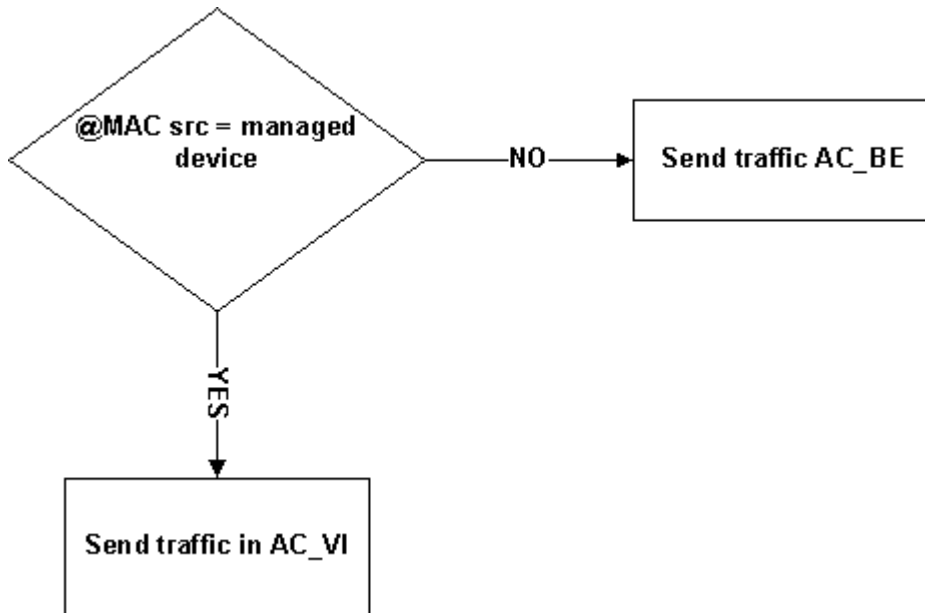 @MAC src = managed
device
NO
Send traffic AC_BE
YES
Send traffic in AC_VI